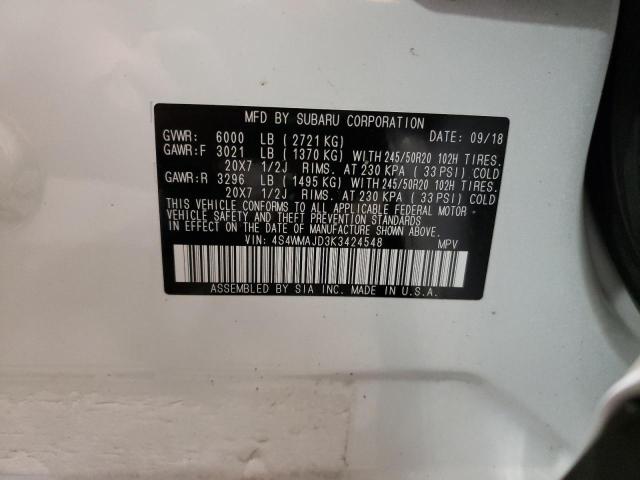 MFD BY SUBARU CORPORATION
GVWR: 6000 LB ( 2721 KG) DATE: 09/18
GAWR:F 3021 LB ( 1370 KG) WITH 245/50R20 102H TIRES.
20X7 1/2J RIMS. AT 230 KPA ( 33 PSI) COLD
GAWR:R 3296 LB ( 1495 KG) WITH 245/50R20 102H TIRES.
20X7 1/2J RIMS. AT 230 KPA ( 33 PSI) COLD
THIS VEHICLE CONFORMS TO ALL APPLICABLE FEDERAL MOTOR
VEHICLE SAFETY AND THEFT PREVENTION STANDARDS IN EFFECT
ON THE DATE OF MANUFACTURE SHOWN ABOVE.
VIN: 4S4WMAJD3K3424548 MPV
ASSEMBLED BY SIA INC. MADE IN U.S.A.